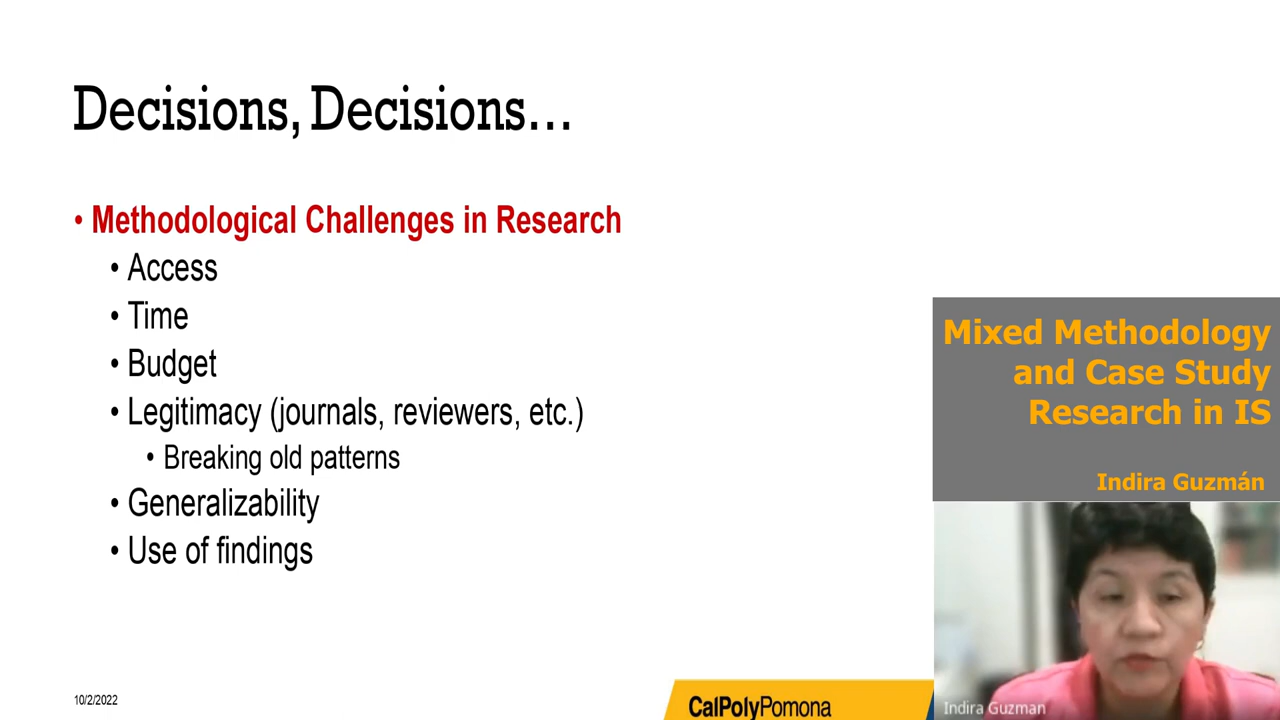 Decisions, Decisions…
• Methodological Challenges in Research
• Access
• Time
• Budget
• Legitimacy (journals, reviewers, etc.)
• Breaking old patterns
• Generalizability
• Use of findings
Mixed Methodology
and Case Study
Research in IS
Indira Guzmán
Indira Guzman
10/2/2022
CalPolyPomona